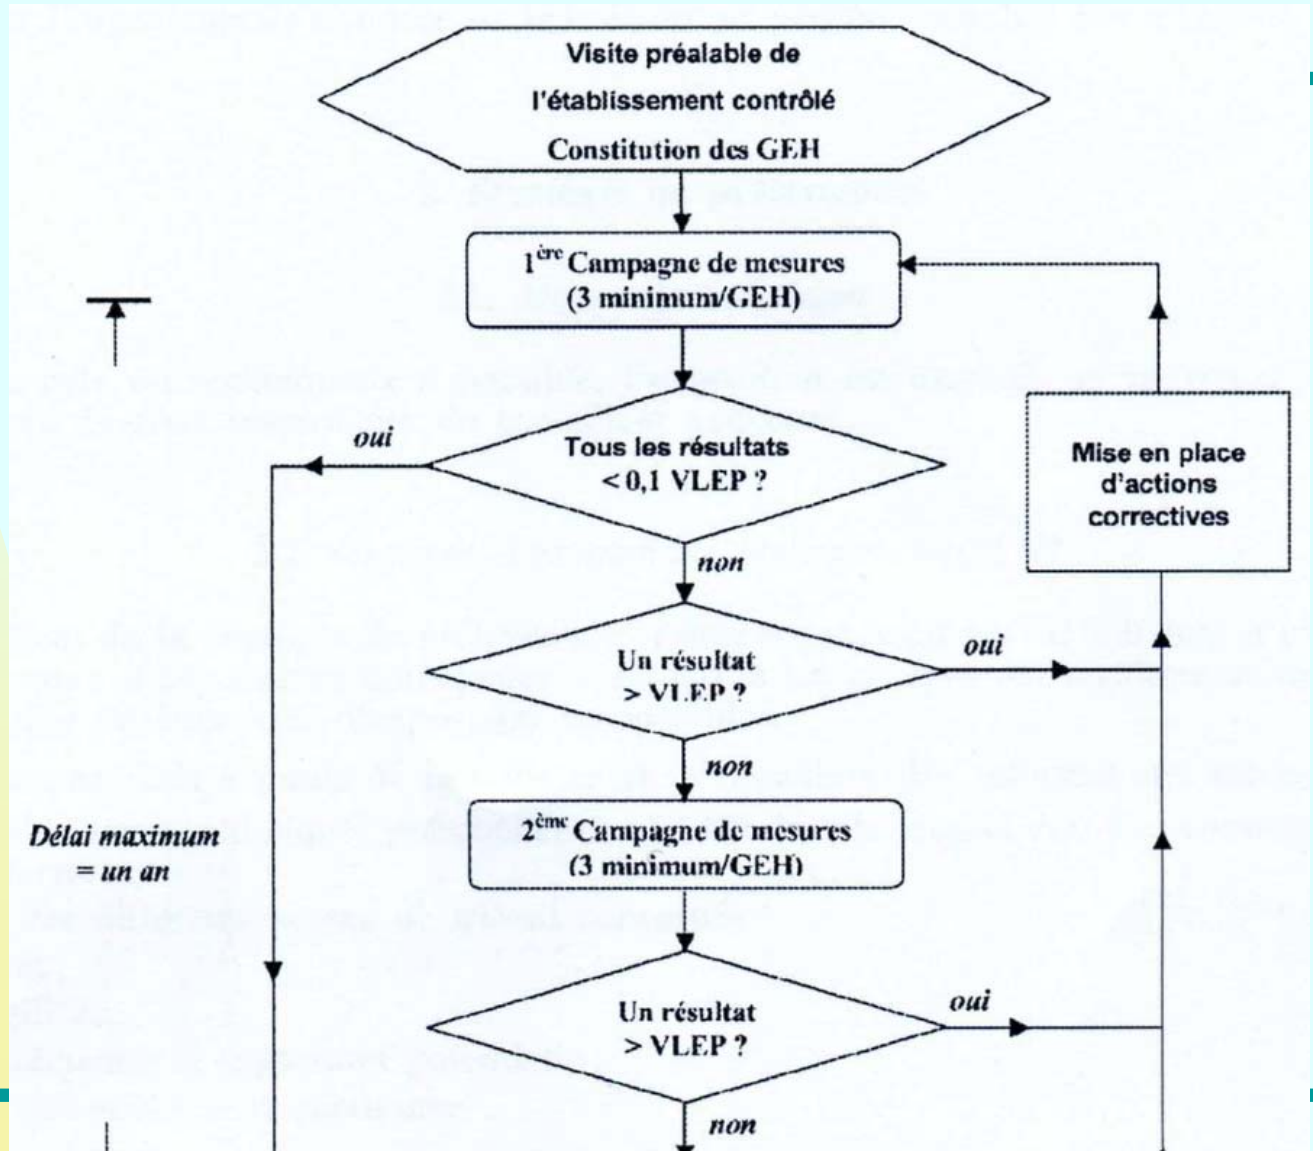 Visite préalable de
l'établissement contrôlé
Constitution des GEH
1ère Campagne de mesures
(3 minimum/GEH)
oui
Tous les résultats
< 0,1 VLEP ?
Mise en place
d'actions
correctives
non
Un résultat
> VLEP ?
oui
non
2ème Campagne de mesures
(3 minimum/GEH)
Délai maximum
= un an
Un résultat
> VLEP ?
oui
non